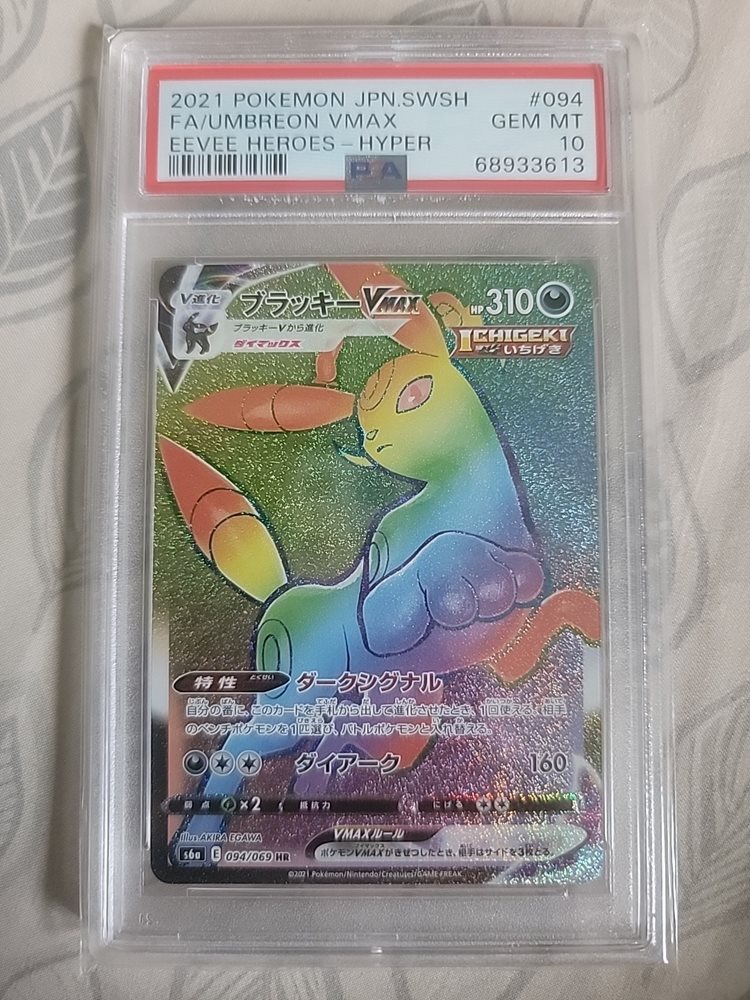 2021 POKEMON JPN.SWSH #094
FA/UMBREON VMAX GEM MT
EEVEE HEROES-HYPER 10
PSA 68933613
V進化 ブラッキーVMAX HP310
ブラッキーVから進化
ダイマックス
ICHIGEKI
いちげき
特性 とくせい ダークシグナル
自分の番に、このカードを手札から出して進化させたとき、1回使える。相手
のベンチポケモンを1匹選び、バトルポケモンと入れ替える。
ダイアーク 160
弱点 ×2 抵抗力 にげる
Illus. AKIRA EGAWA
VMAXルール
ポケモンVMAXがきぜつしたとき、相手はサイドを3枚とる。
s6a E 094/069 HR
©2021 Pokémon/Nintendo/Creatures/GAME FREAK